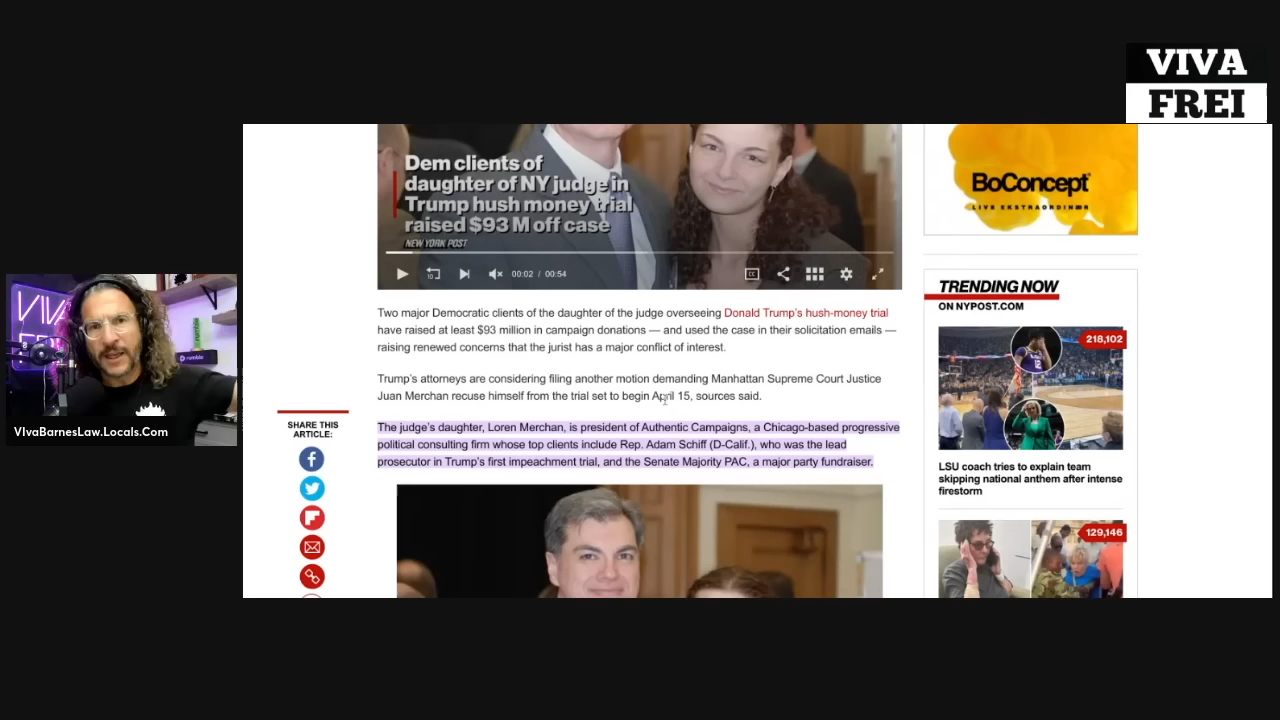 VIVA
FREI
Dem clients of
daughter of NY judge in
Trump hush money trial
raised $93 M off case
NEW YORK POST
10
CC
00:02 / 00:54
Two major Democratic clients of the daughter of the judge overseeing Donald Trump's hush-money trial
have raised at least $93 million in campaign donations — and used the case in their solicitation emails —
raising renewed concerns that the jurist has a major conflict of interest.
Trump's attorneys are considering filing another motion demanding Manhattan Supreme Court Justice
Juan Merchan recuse himself from the trial set to begin April 15, sources said.
The judge's daughter, Loren Merchan, is president of Authentic Campaigns, a Chicago-based progressive
political consulting firm whose top clients include Rep. Adam Schiff (D-Calif.), who was the lead
prosecutor in Trump's first impeachment trial, and the Senate Majority PAC, a major party fundraiser.
SHARE THIS
ARTICLE:
BoConcept
LIVE EKSTRAORDINÆR
TRENDING NOW
ON NYPOST.COM
218,102
12
LSU coach tries to explain team
skipping national anthem after intense
firestorm
129,146
VIV
rumble
VIvaBarnesLaw.Locals.Com